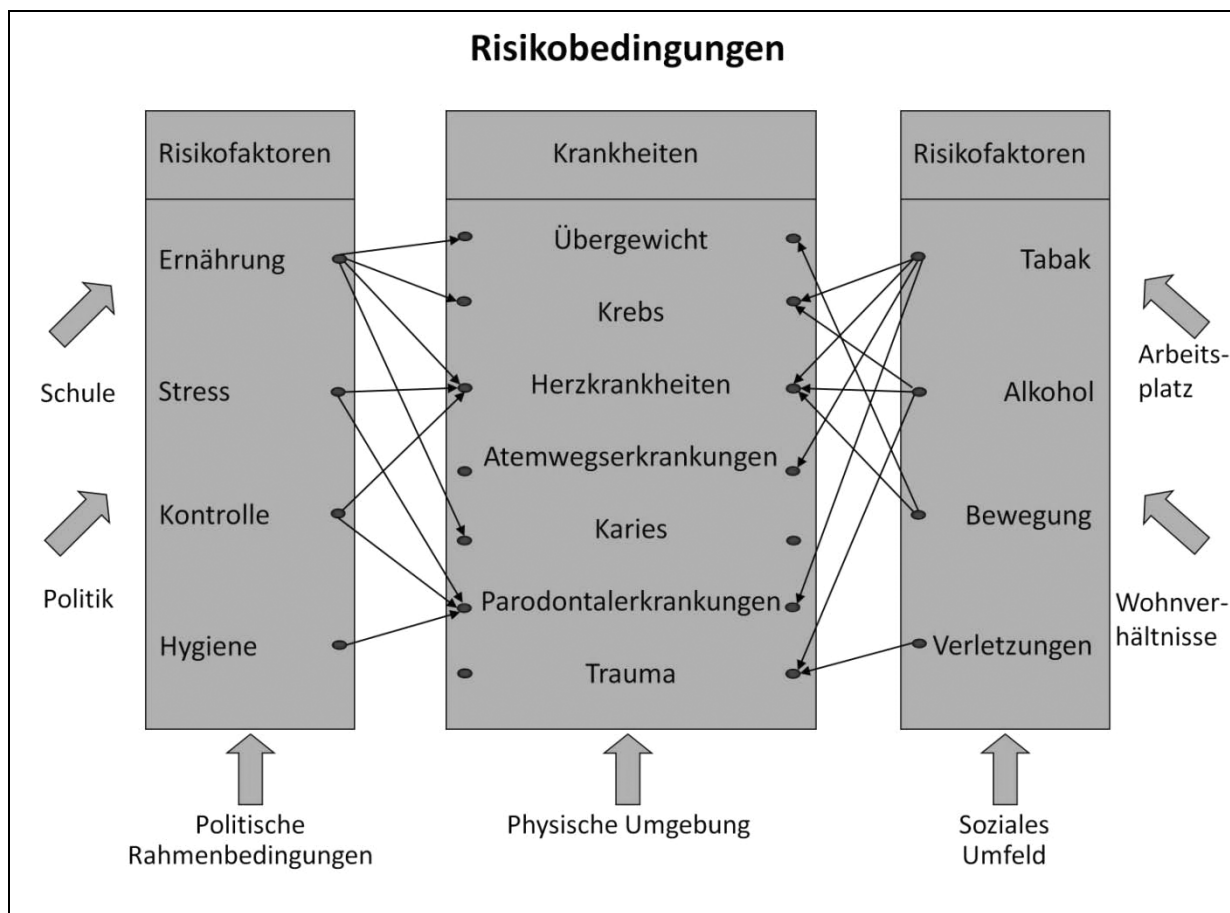 Risikobedingungen
Risikofaktoren
Krankheiten
Risikofaktoren
Ernährung
Stress
Kontrolle
Hygiene
Übergewicht
Krebs
Herzkrankheiten
Atemwegserkrankungen
Karies
Parodontalerkrankungen
Trauma
Tabak
Alkohol
Bewegung
Verletzungen
Schule
Politik
Arbeits-
platz
Wohnver-
hältnisse
Politische
Rahmenbedingungen
Physische Umgebung
Soziales
Umfeld